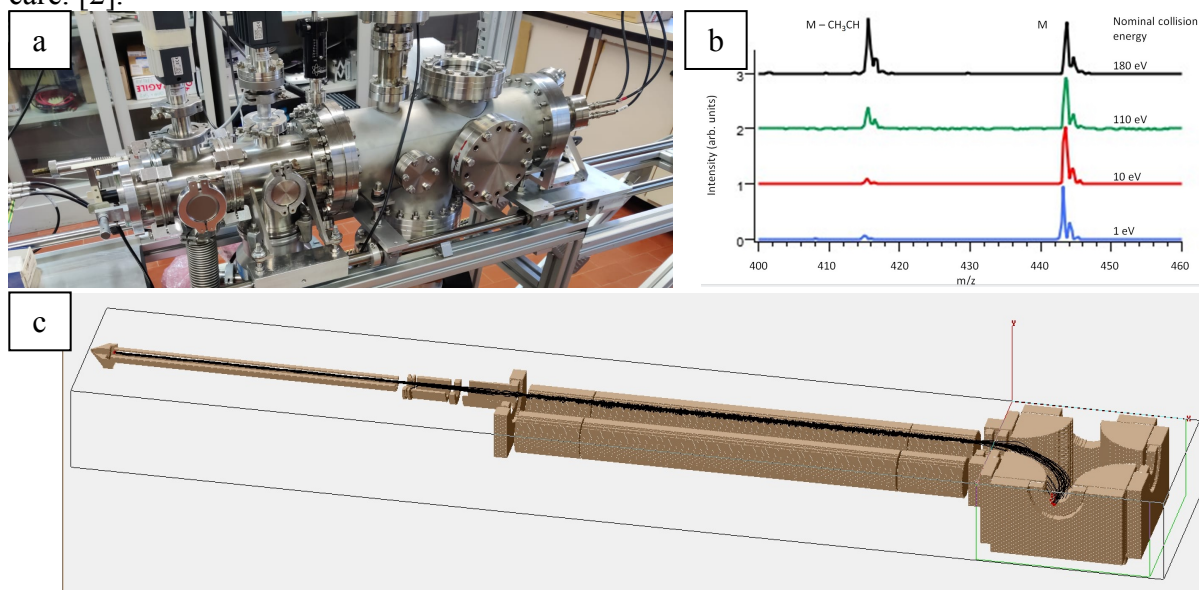 care. [2].
a
FRAGILE
b
M – CH₃CH
M
Nominal collision
energy
180 eV
110 eV
10 eV
1 eV
Intensity (arb. units)
3
2
1
0
400
410
420
430
440
450
460
m/z
c
Y
X